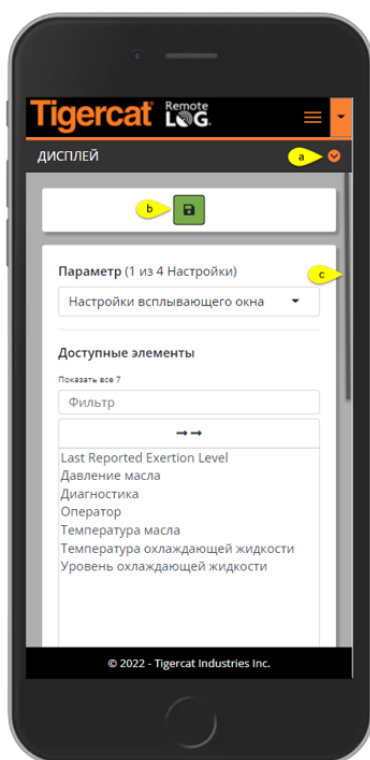 Tigercat Remote LOG
ДИСПЛЕЙ
a
b
Параметр (1 из 4 Настройки)
c
Настройки всплывающего окна
Доступные элементы
Показать все 7
Фильтр
→→
Last Reported Exertion Level
Давление масла
Диагностика
Оператор
Температура масла
Температура охлаждающей жидкости
Уровень охлаждающей жидкости
© 2022 - Tigercat Industries Inc.